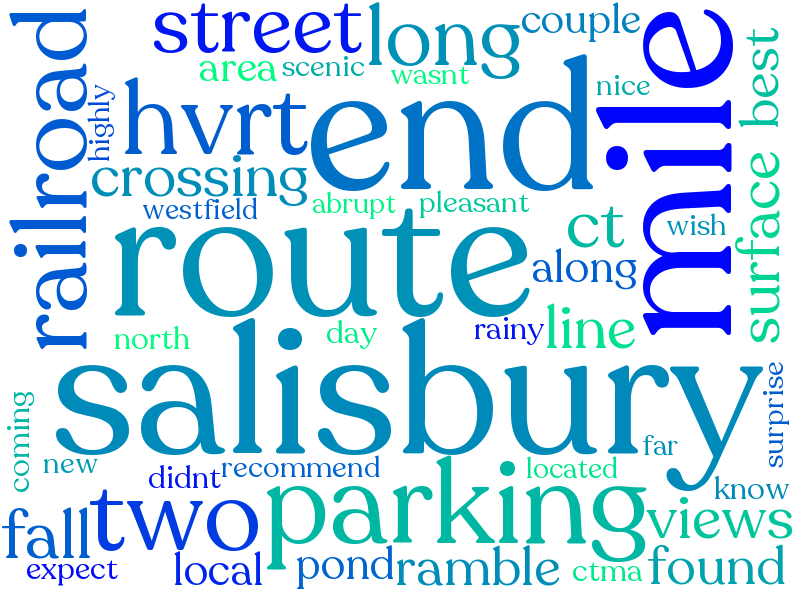 street
long
couple
area
scenic
wasnt
railroad
highly
hvrt
end
nice
mile
best
crossing
westfield
abrupt
pleasant
ct
wish
surface
route
along
north
day
rainy
line
salisbury
coming
new
didnt
recommend
located
far
surprise
know
fall
two
parking
views
expect
local
pond
ramble
ctma
found